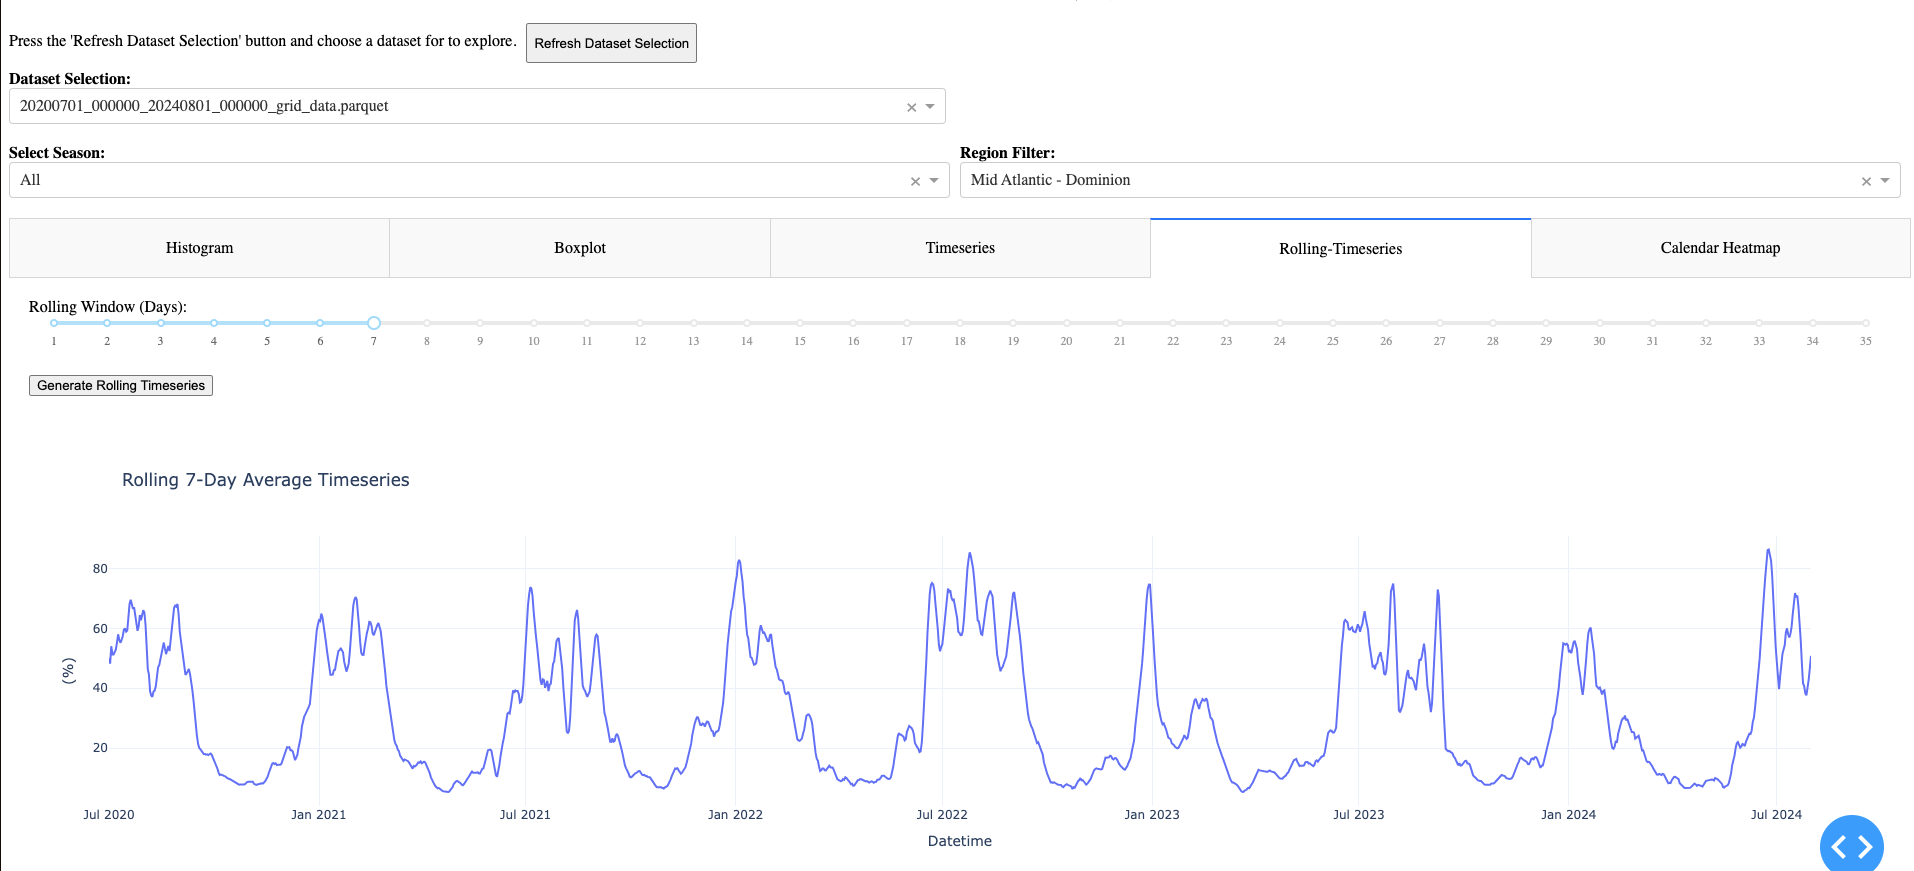 Press the 'Refresh Dataset Selection' button and choose a dataset for to explore. Refresh Dataset Selection
Dataset Selection:
20200701_000000_20240801_000000_grid_data.parquet
Select Season: Region Filter:
All Mid Atlantic - Dominion
Histogram Boxplot Timeseries Rolling-Timeseries Calendar Heatmap
Rolling Window (Days):
1 2 3 4 5 6 7 8 9 10 11 12 13 14 15 16 17 18 19 20 21 22 23 24 25 26 27 28 29 30 31 32 33 34 35
Generate Rolling Timeseries
Rolling 7-Day Average Timeseries
80
60
(%)
40
20
Jul 2020 Jan 2021 Jul 2021 Jan 2022 Jul 2022 Jan 2023 Jul 2023 Jan 2024 Jul 2024
Datetime